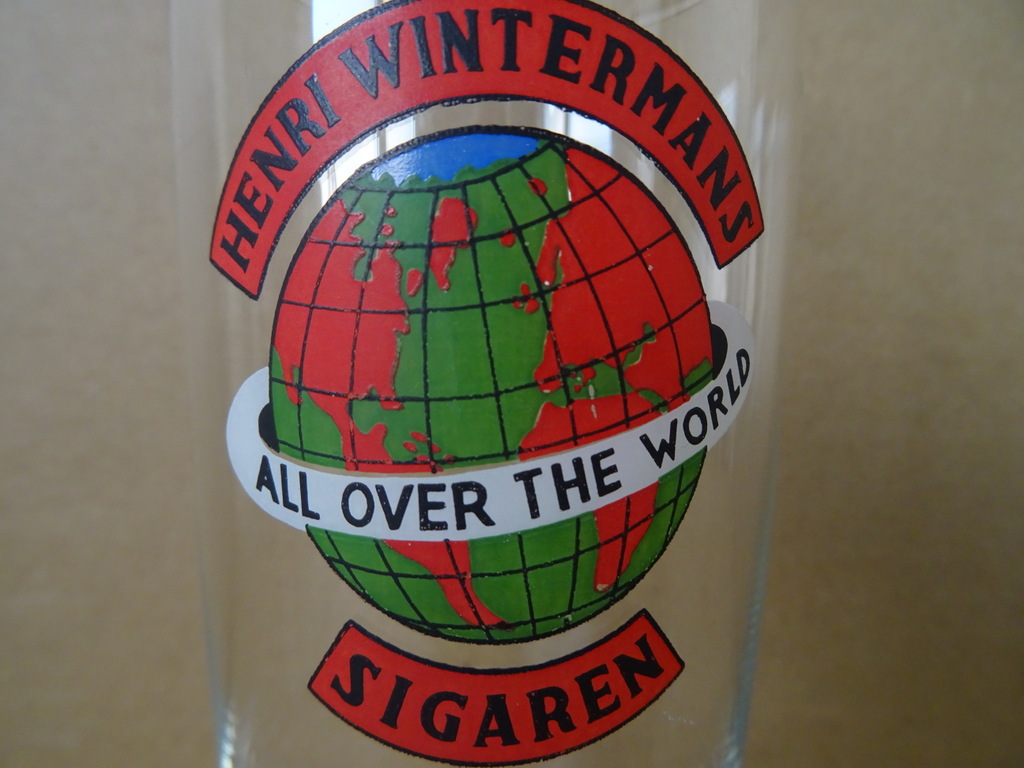 HENRI WINTERMANS
ALL OVER THE WORLD
SIGAREN